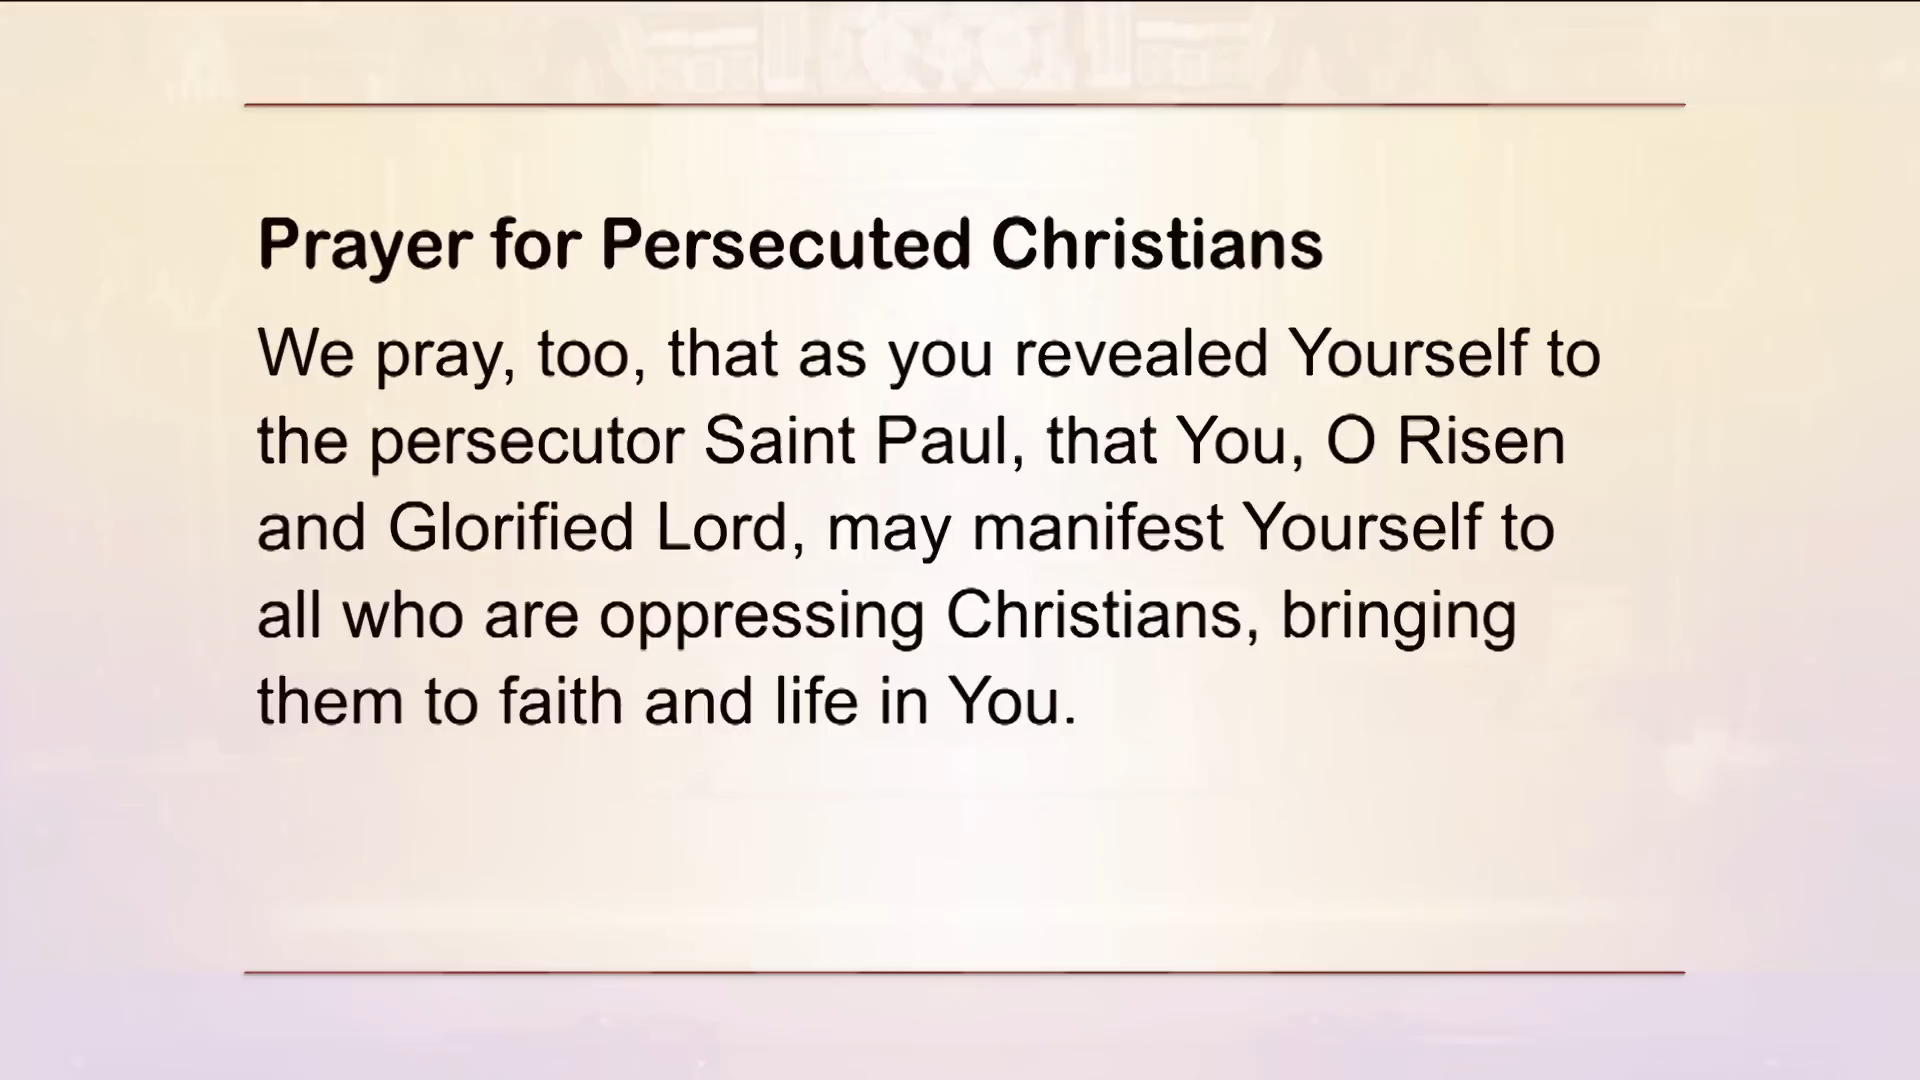 Prayer for Persecuted Christians
We pray, too, that as you revealed Yourself to
the persecutor Saint Paul, that You, O Risen
and Glorified Lord, may manifest Yourself to
all who are oppressing Christians, bringing
them to faith and life in You.